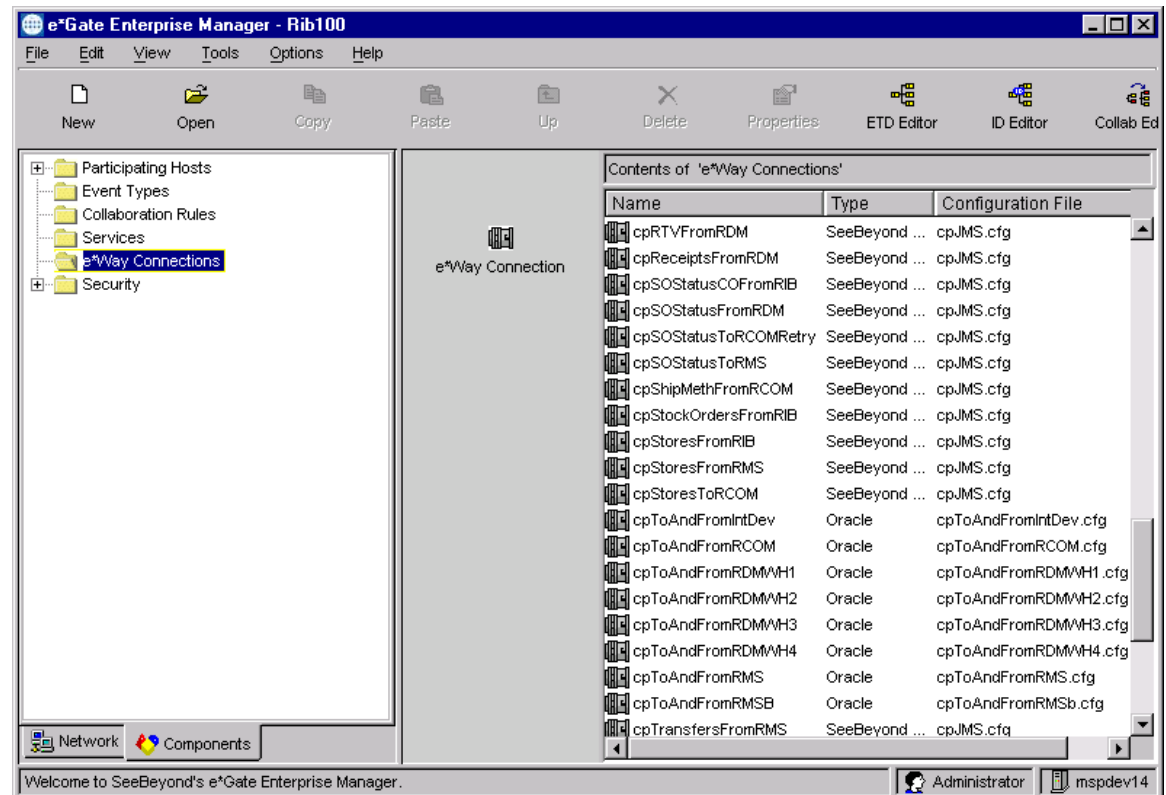 e*Gate Enterprise Manager - Rib100
File Edit View Tools Options Help
New Open Copy Paste Up Delete Properties ETD Editor ID Editor Collab Ed
Participating Hosts
Event Types
Collaboration Rules
Services
e*Way Connections
Security
e*Way Connection
Contents of 'e*Way Connections'
Name Type Configuration File
cpRTVFromRDM SeeBeyond ... cpJMS.cfg
cpReceiptsFromRDM SeeBeyond ... cpJMS.cfg
cpSOStatusCOFromRIB SeeBeyond ... cpJMS.cfg
cpSOStatusFromRDM SeeBeyond ... cpJMS.cfg
cpSOStatusToRCOMRetry SeeBeyond ... cpJMS.cfg
cpSOStatusToRMS SeeBeyond ... cpJMS.cfg
cpShipMethFromRCOM SeeBeyond ... cpJMS.cfg
cpStockOrdersFromRIB SeeBeyond ... cpJMS.cfg
cpStoresFromRIB SeeBeyond ... cpJMS.cfg
cpStoresFromRMS SeeBeyond ... cpJMS.cfg
cpStoresToRCOM SeeBeyond ... cpJMS.cfg
cpToAndFromIntDev Oracle cpToAndFromIntDev.cfg
cpToAndFromRCOM Oracle cpToAndFromRCOM.cfg
cpToAndFromRDMWH1 Oracle cpToAndFromRDMWH1.cfg
cpToAndFromRDMWH2 Oracle cpToAndFromRDMWH2.cfg
cpToAndFromRDMWH3 Oracle cpToAndFromRDMWH3.cfg
cpToAndFromRDMWH4 Oracle cpToAndFromRDMWH4.cfg
cpToAndFromRMS Oracle cpToAndFromRMS.cfg
cpToAndFromRMSB Oracle cpToAndFromRMSb.cfg
cpTransfersFromRMS SeeBeyond ... cpJMS.cfg
Network Components
Welcome to SeeBeyond's e*Gate Enterprise Manager. Administrator mspdev14